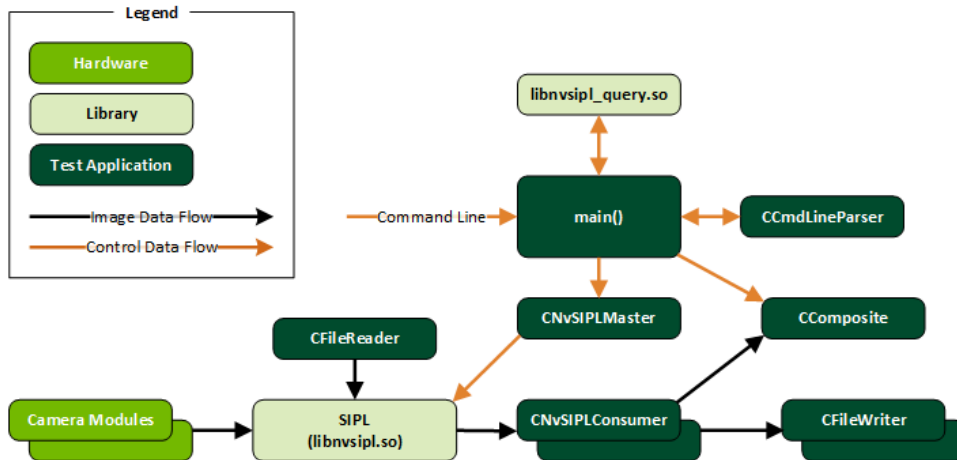 Legend
Hardware
Library
Test Application
Image Data Flow
Control Data Flow
libnvsipl_query.so
Command Line
main()
CCmdLineParser
CNvSIPLMaster
CComposite
CFileReader
Camera Modules
SIPL
(libnvsipl.so)
CNvSIPLConsumer
CFileWriter